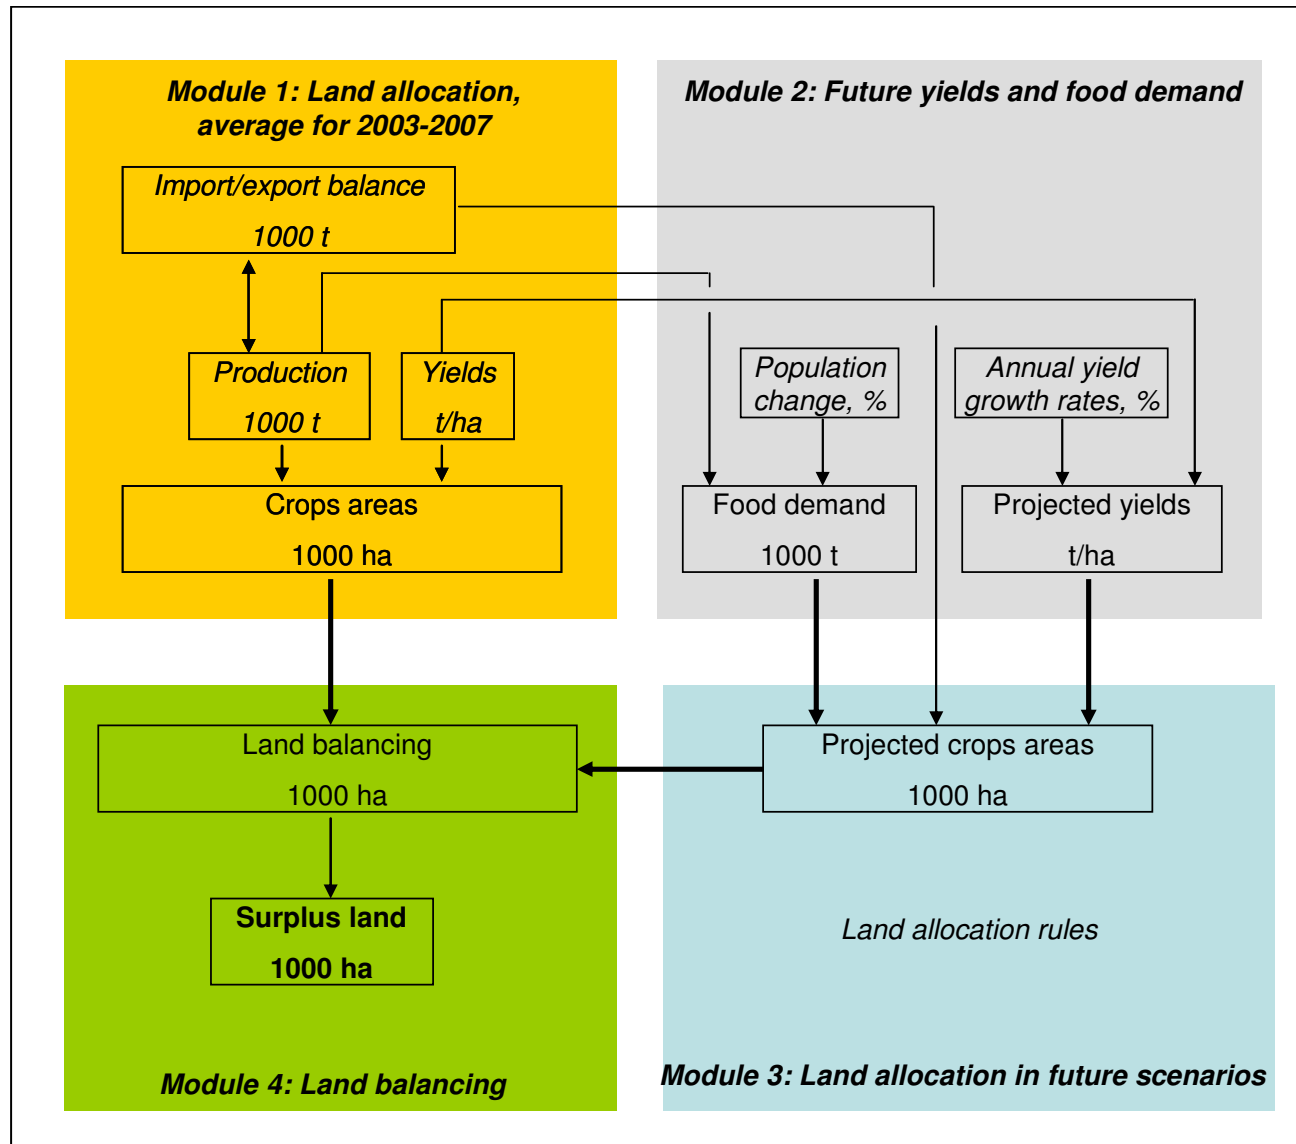 Module 1: Land allocation,
average for 2003-2007
Import/export balance
1000 t
Production
1000 t
Yields
t/ha
Crops areas
1000 ha
Module 2: Future yields and food demand
Population
change, %
Annual yield
growth rates, %
Food demand
1000 t
Projected yields
t/ha
Land balancing
1000 ha
Surplus land
1000 ha
Module 4: Land balancing
Projected crops areas
1000 ha
Land allocation rules
Module 3: Land allocation in future scenarios